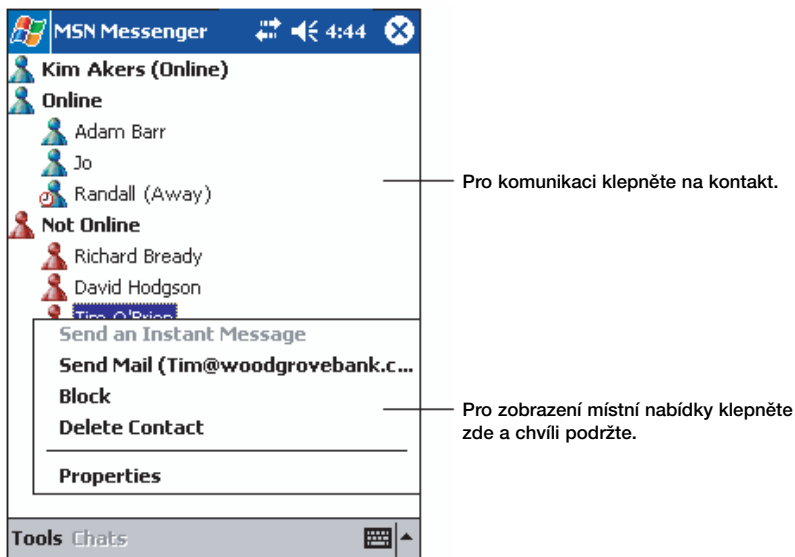 MSN Messenger 4:44
Kim Akers (Online)
Online
Adam Barr
Jo
Randall (Away)
Pro komunikaci klepněte na kontakt.
Not Online
Richard Bready
David Hodgson
Tim O'Brien
Send an Instant Message
Send Mail (Tim@woodgrovebank.c...
Block
Delete Contact
Pro zobrazení místní nabídky klepněte
zde a chvíli podržte.
Properties
Tools Chats